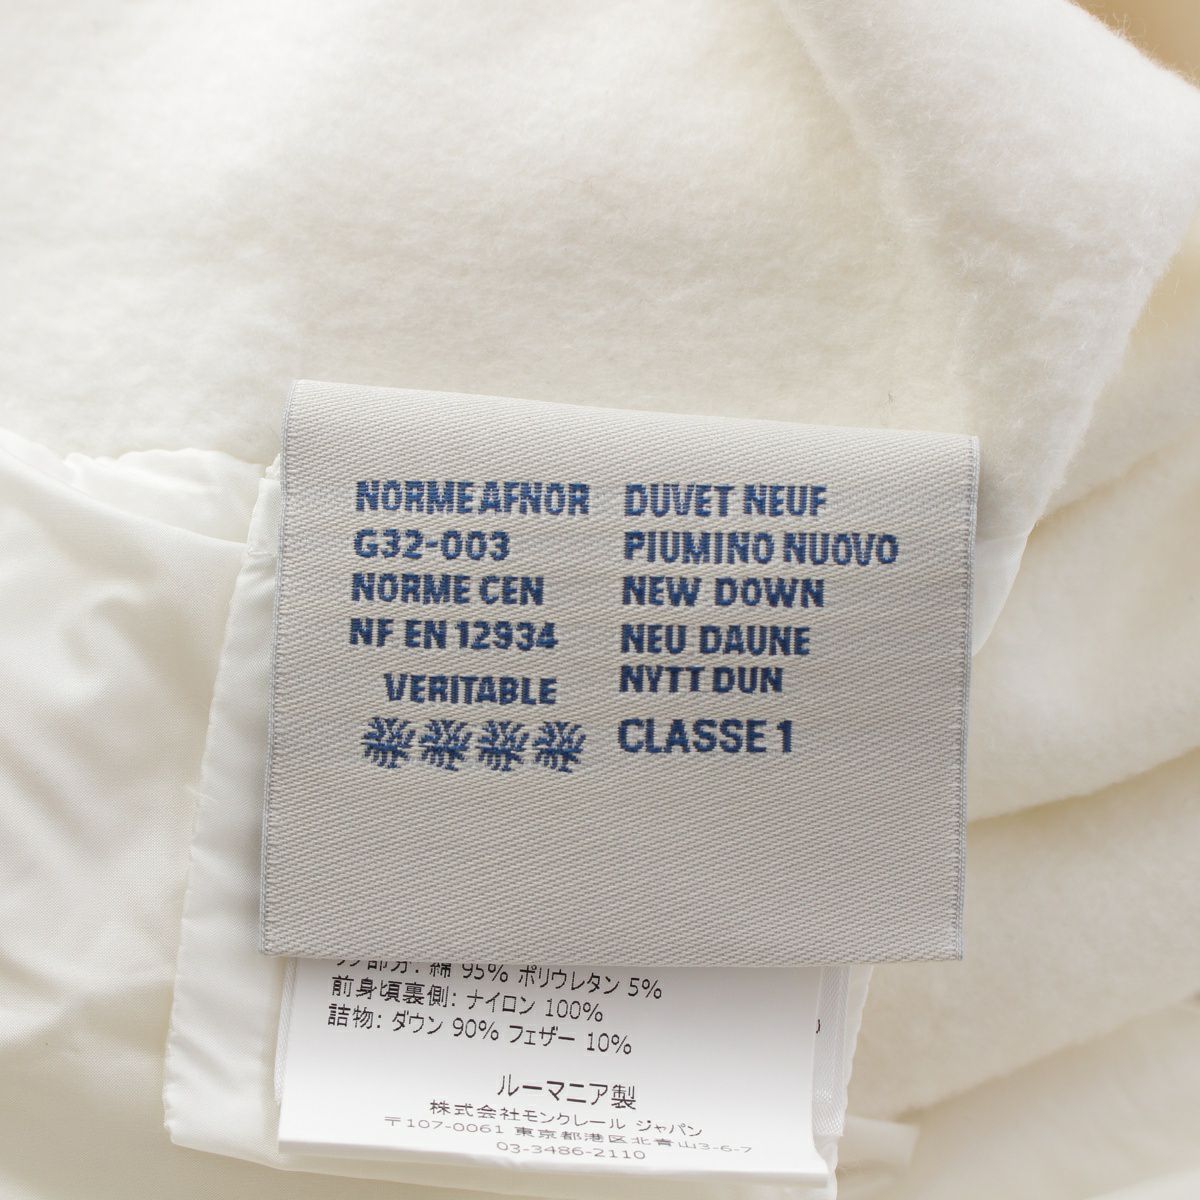 NORME AFNOR
G32-003
NORME CEN
NF EN 12934
VERITABLE
DUVET NEUF
PIUMINO NUOVO
NEW DOWN
NEU DAUNE
NYTT DUN
CLASSE 1
部分: 綿 95% ポリウレタン 5%
前身頃裏側: ナイロン 100%
詰物: ダウン 90% フェザー 10%
ルーマニア製
株式会社モンクレール ジャパン
〒107-0061 東京都港区北青山3-6-7
03-3486-2110